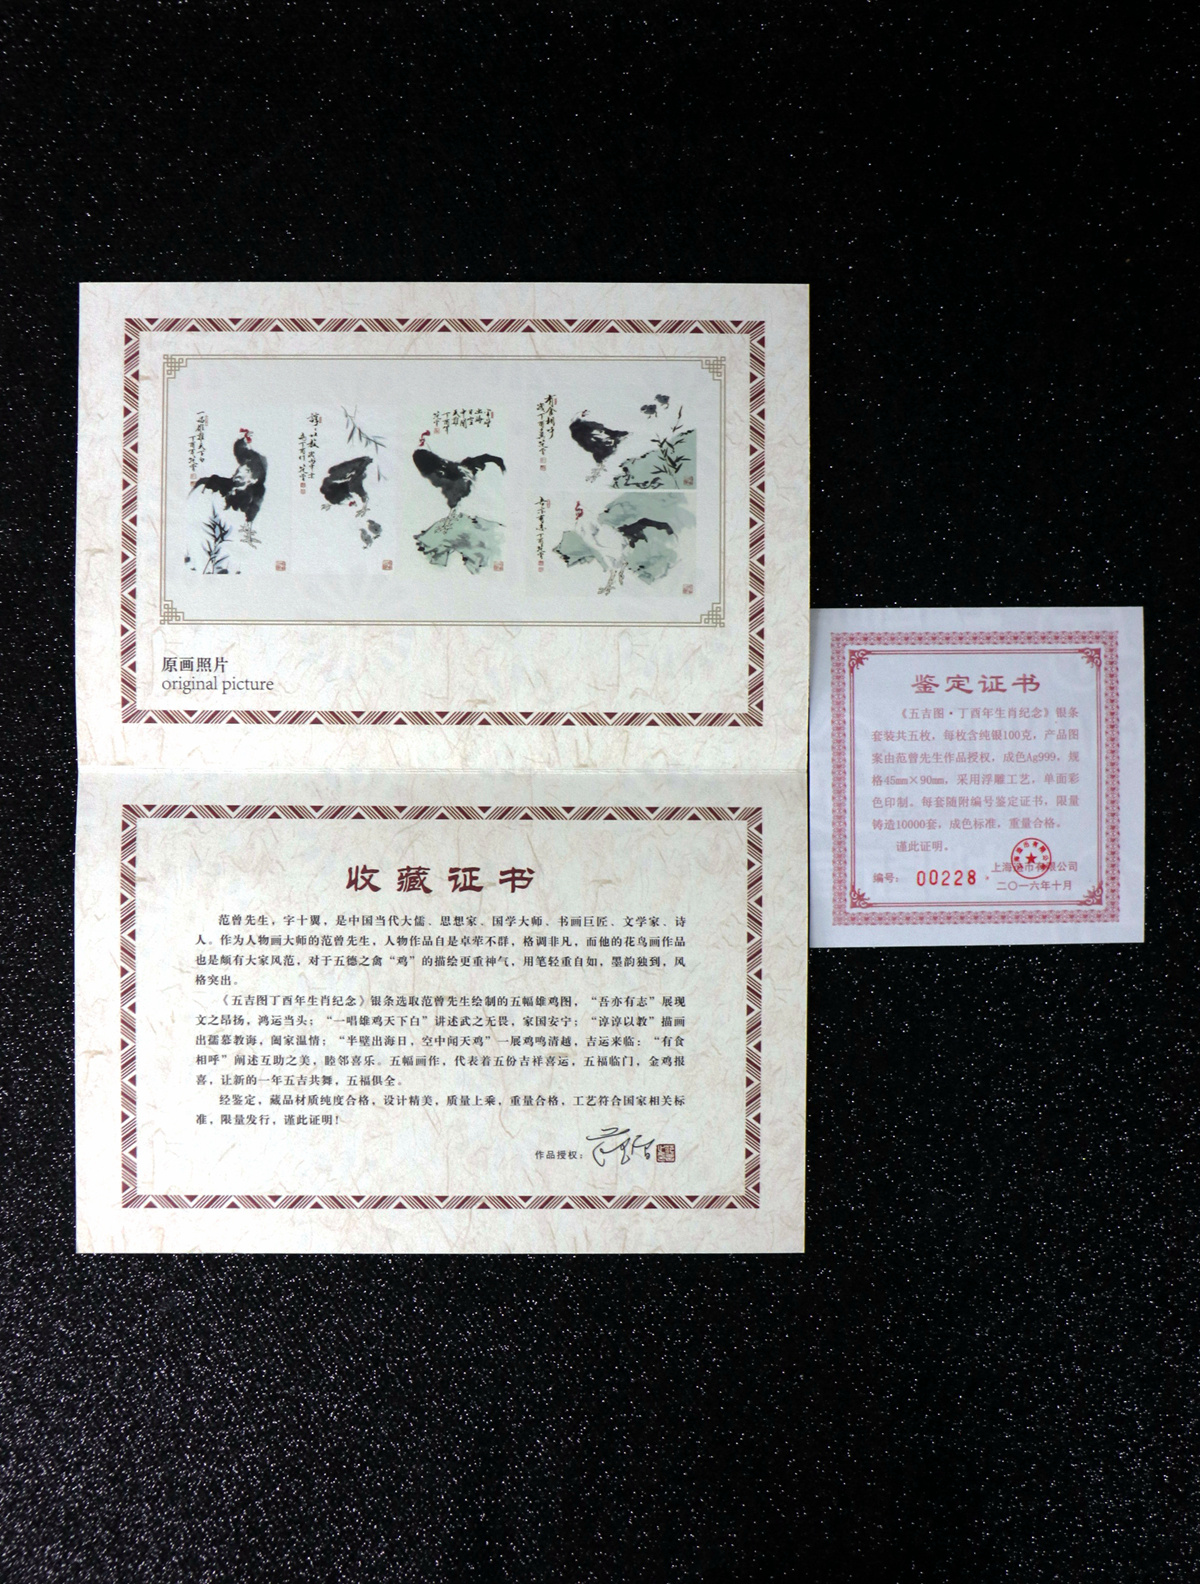 原画照片
original picture
收藏证书
范曾先生，字十翼，是中国当代大儒、思想家、国学大师、书画巨匠、文学家、诗
人。作为人物画大师的范曾先生，人物作品自是卓荦不群，格调非凡，而他的花鸟画作品
也是颇有大家风范，对于五德之禽“鸡”的描绘更重神气，用笔轻重自如，墨韵独到，风
格突出。
《五吉图丁酉年生肖纪念》银条选取范曾先生绘制的五幅雄鸡图，“吾亦有志”展现
文之昂扬，鸿运当头；“一唱雄鸡天下白”讲述武之无畏，家国安宁；“谆谆以教”描画
出孺慕教诲，阖家温情；“半壁出海日，空中闻天鸡”一展鸡鸣清越，吉运来临；“有食
相呼”阐述互助之美，睦邻喜乐。五幅画作，代表着五份吉祥喜运，五福临门，金鸡报
喜，让新的一年五吉共舞，五福俱全。
经鉴定，藏品材质纯度合格，设计精美，质量上乘，重量合格，工艺符合国家相关标
准，限量发行，谨此证明！
作品授权：
鉴定证书
《五吉图·丁酉年生肖纪念》银条
套装共五枚，每枚含纯银100克，产品图
案由范曾先生作品授权，成色Ag999，规
格45mm×90mm，采用浮雕工艺，单面彩
色印制。每套随附编号鉴定证书，限量
铸造10000套，成色标准，重量合格。
谨此证明。
编号： 00228
二〇一六年十月